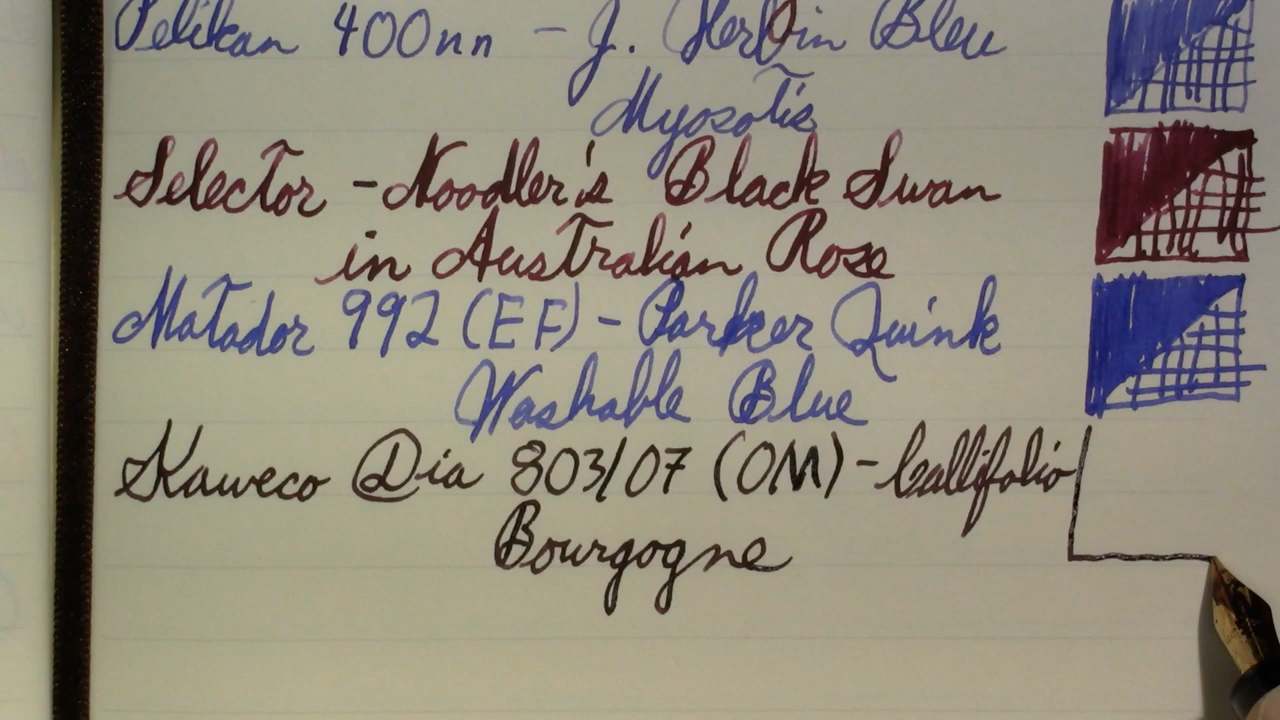 Pelikan 400nn - J. Herbin Bleu
Myosotis
Selector - Noodler's Black Swan
in Australian Rose
Matador 992 (EF) - Parker Quink
Washable Blue
Kaweco Dia 803/07 (OM) - Callifolio
Bourgogne